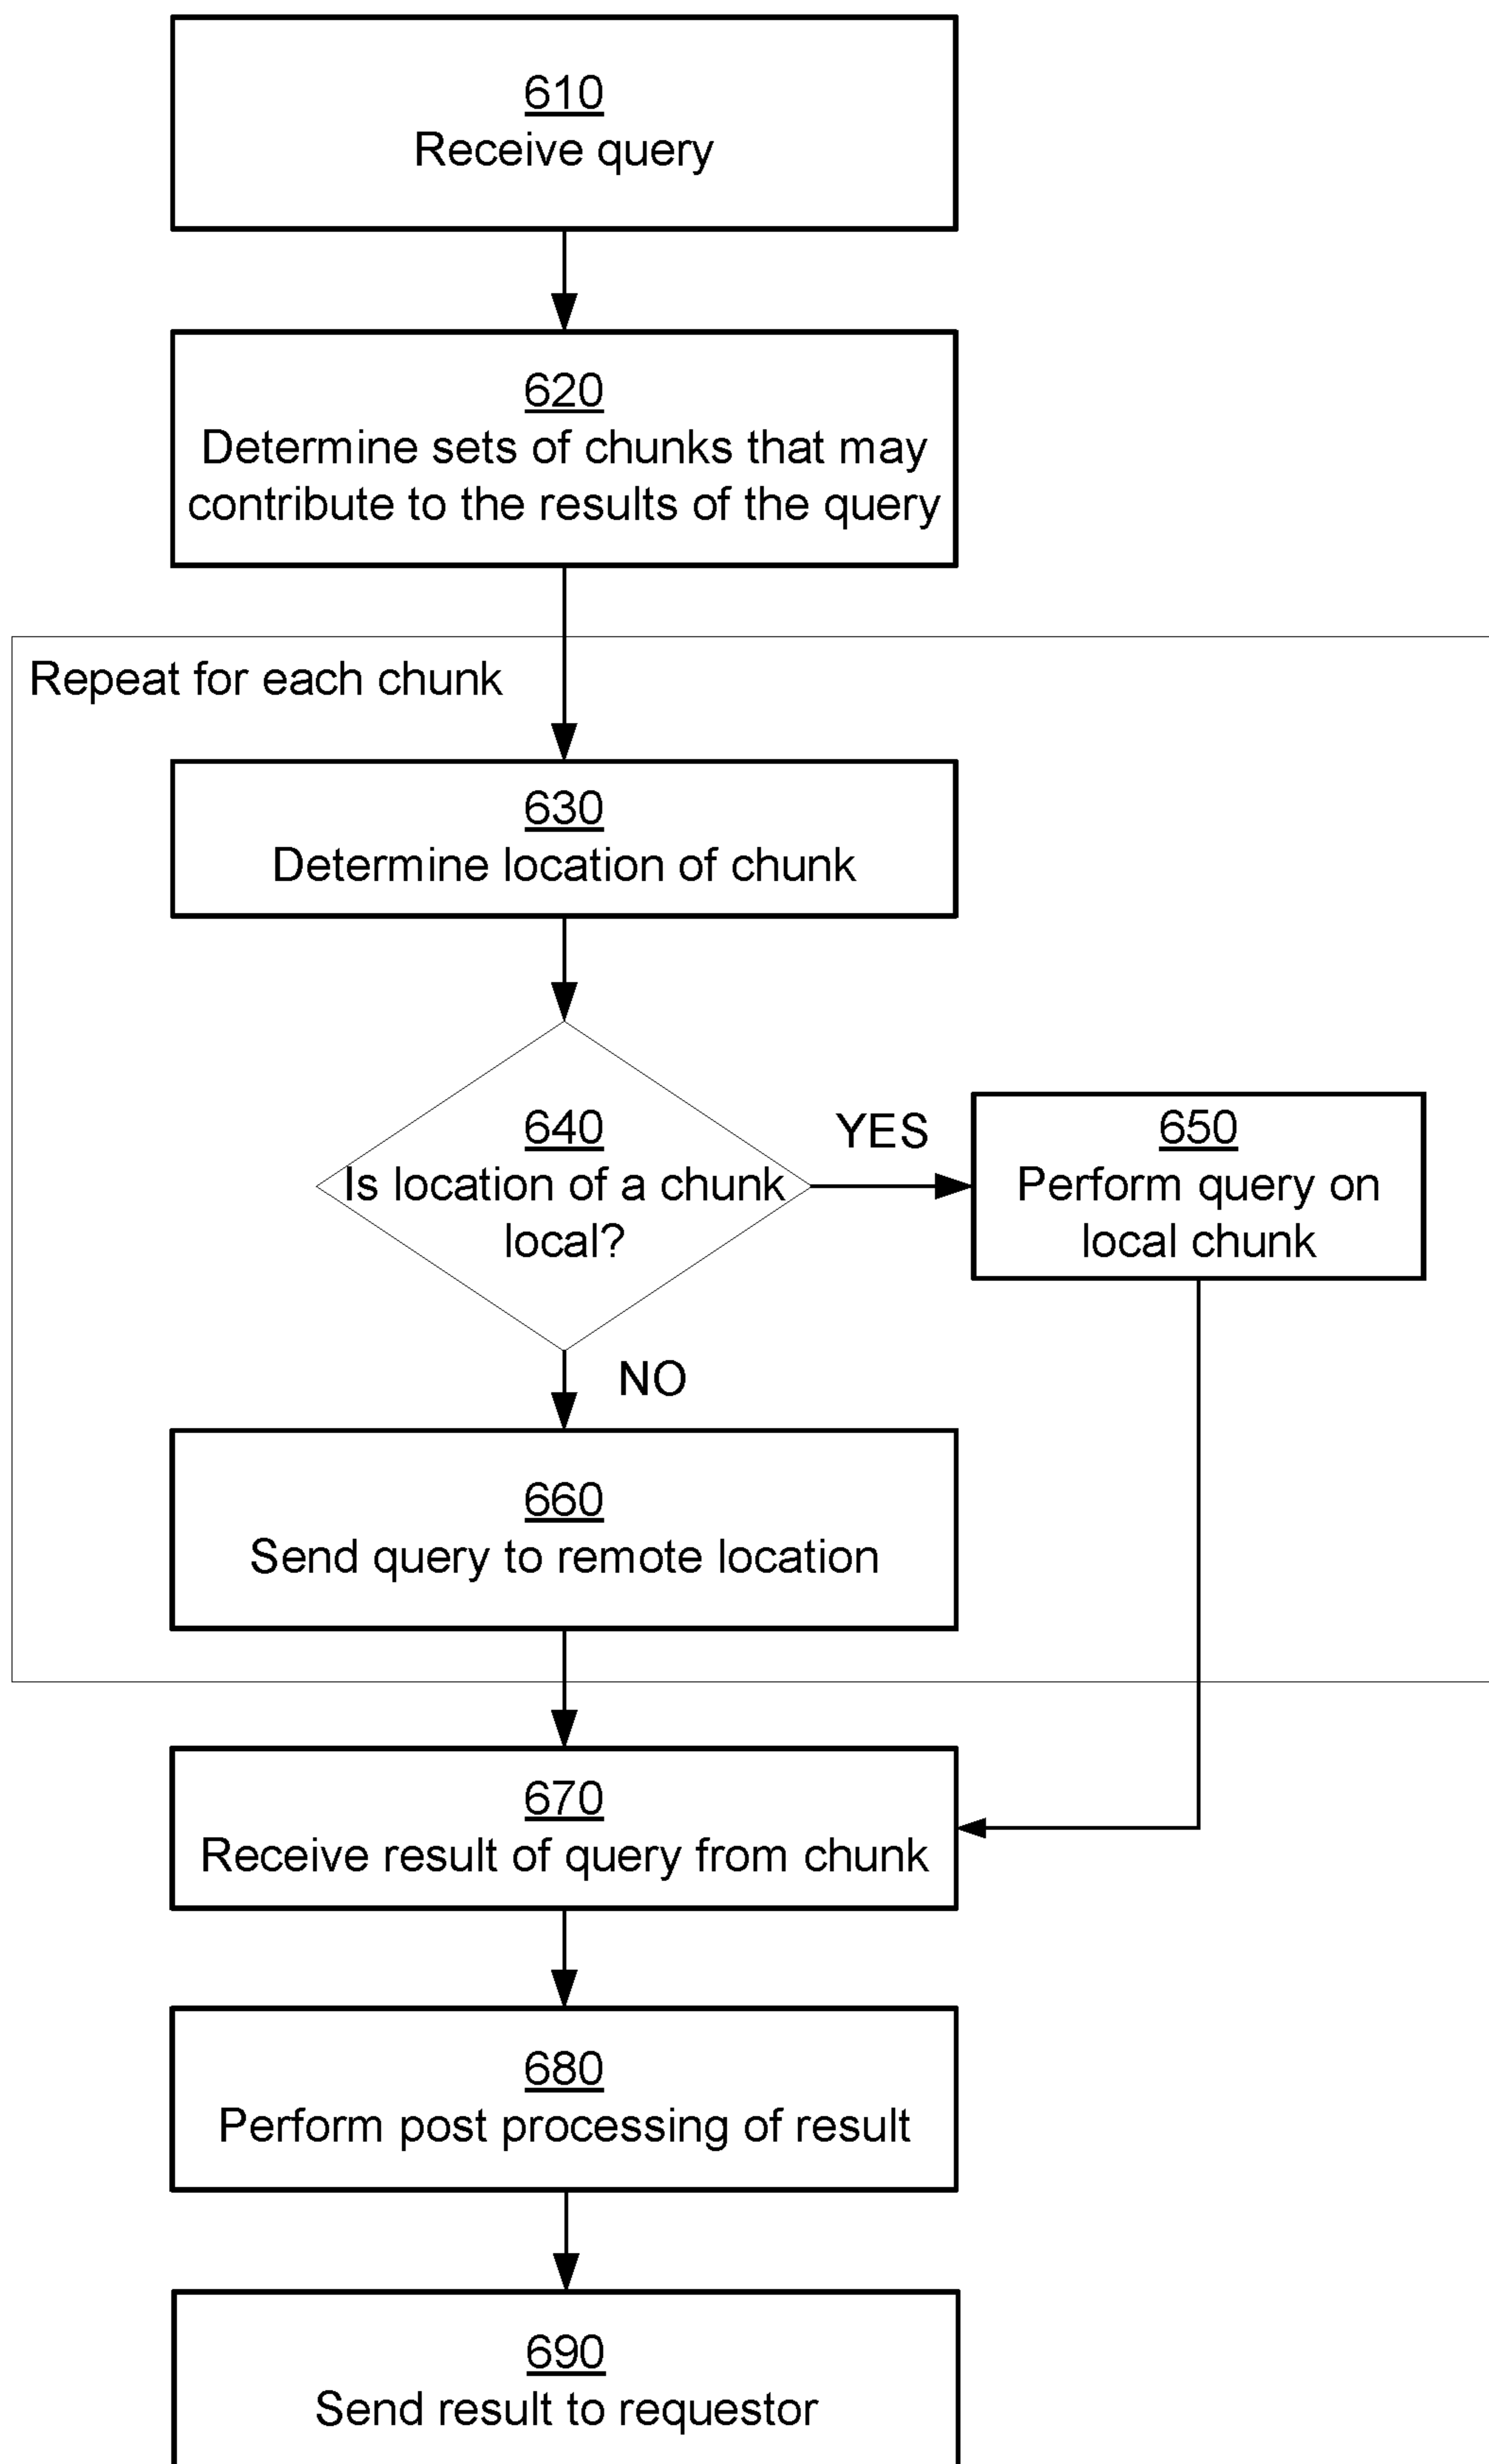 610
Receive query
620
Determine sets of chunks that may
contribute to the results of the query
Repeat for each chunk
630
Determine location of chunk
640
Is location of a chunk
local?
YES
650
Perform query on
local chunk
NO
660
Send query to remote location
670
Receive result of query from chunk
680
Perform post processing of result
690
Send result to requestor